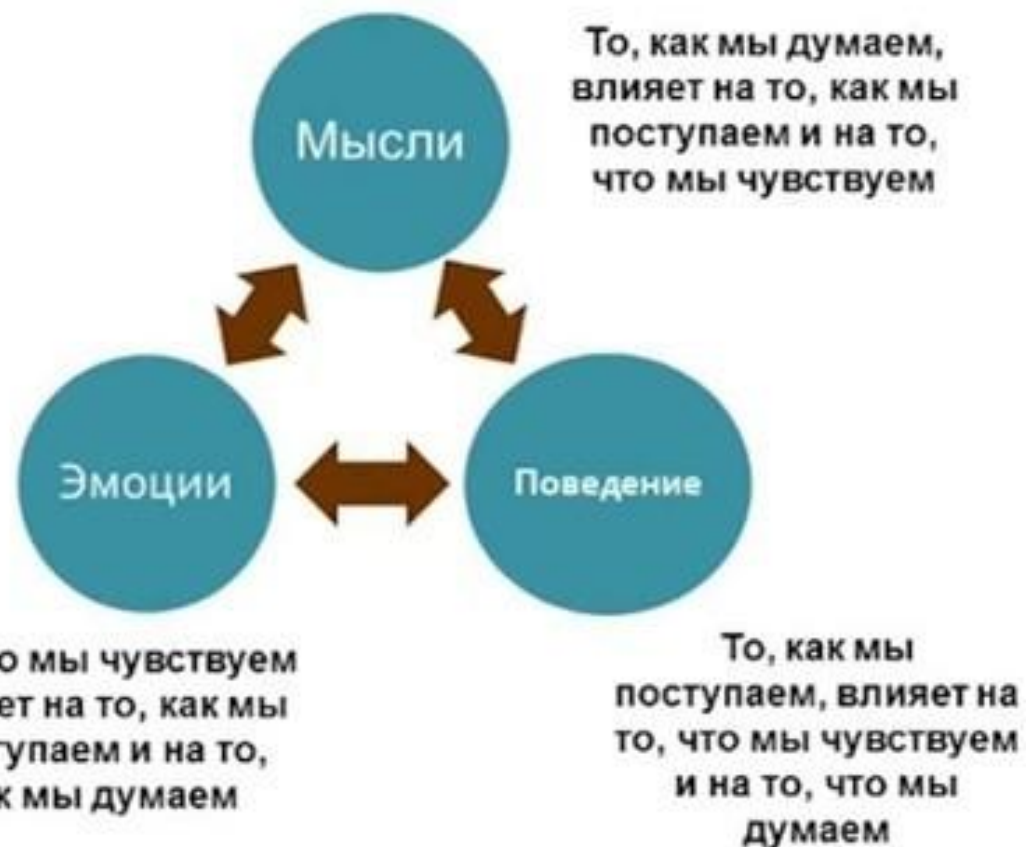 То, как мы думаем,
влияет на то, как мы
поступаем и на то,
что мы чувствуем
Мысли
Эмоции
Поведение
мы чувствуем
на то, как мы
и на то,
мы думаем
То, как мы
поступаем, влияет на
то, что мы чувствуем
и на то, что мы
думаем